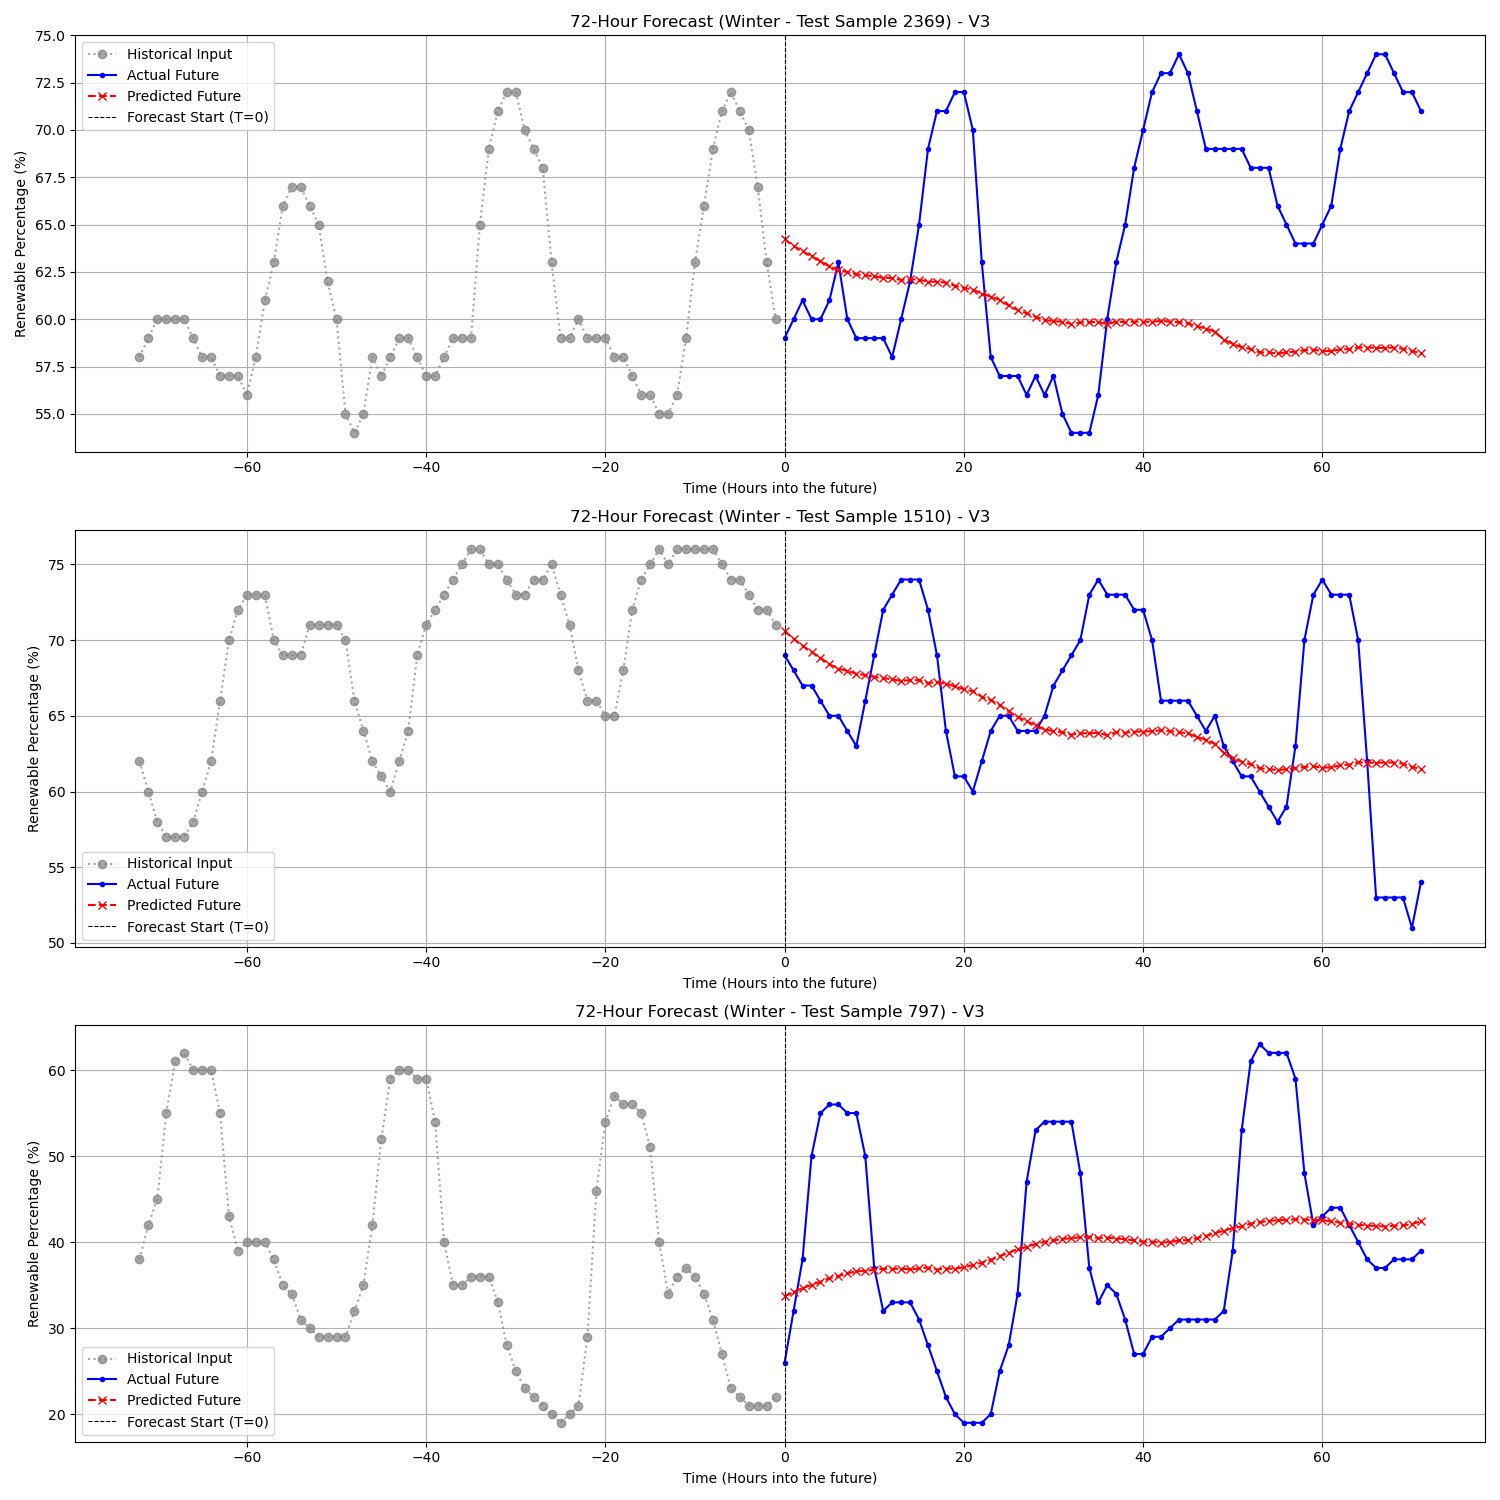 72-Hour Forecast (Winter - Test Sample 2369) - V3
Historical Input
Actual Future
Predicted Future
Forecast Start (T=0)
Renewable Percentage (%)
75.0
72.5
70.0
67.5
65.0
62.5
60.0
57.5
55.0
−60 −40 −20 0 20 40 60
Time (Hours into the future)
72-Hour Forecast (Winter - Test Sample 1510) - V3
Renewable Percentage (%)
75
70
65
60
55
50
Historical Input
Actual Future
Predicted Future
Forecast Start (T=0)
−60 −40 −20 0 20 40 60
Time (Hours into the future)
72-Hour Forecast (Winter - Test Sample 797) - V3
Renewable Percentage (%)
60
50
40
30
20
Historical Input
Actual Future
Predicted Future
Forecast Start (T=0)
−60 −40 −20 0 20 40 60
Time (Hours into the future)